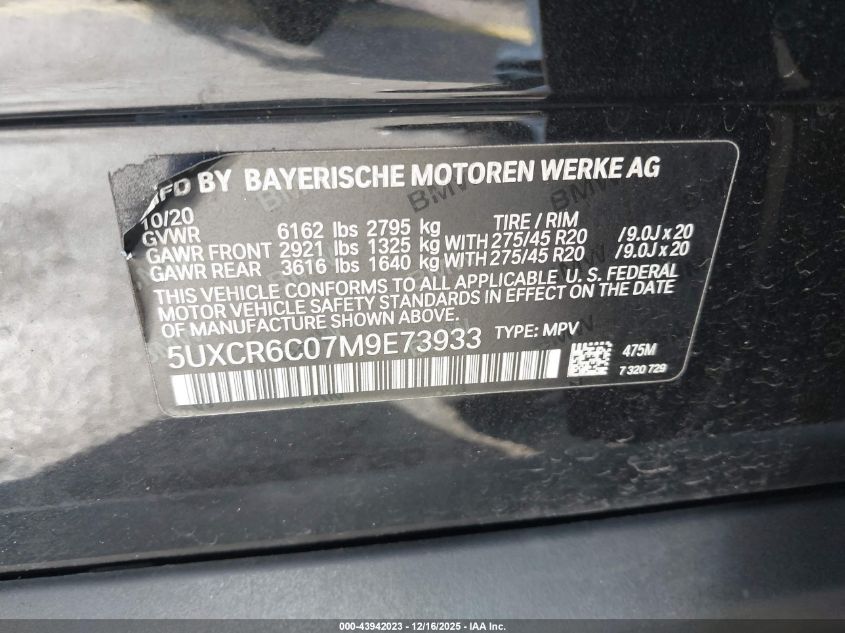 MFD BY BAYERISCHE MOTOREN WERKE AG
10/20
GVWR 6162 lbs 2795 kg TIRE / RIM
GAWR FRONT 2921 lbs 1325 kg WITH 275/45 R20 /9.0J x 20
GAWR REAR 3616 lbs 1640 kg WITH 275/45 R20 /9.0J x 20
THIS VEHICLE CONFORMS TO ALL APPLICABLE U. S. FEDERAL
MOTOR VEHICLE SAFETY STANDARDS IN EFFECT ON THE DATE
OF MANUFACTURE SHOWN ABOVE.
5UXCR6C07M9E73933 TYPE: MPV
475M
7 320 729
000-43942023 - 12/16/2025 - IAA Inc.